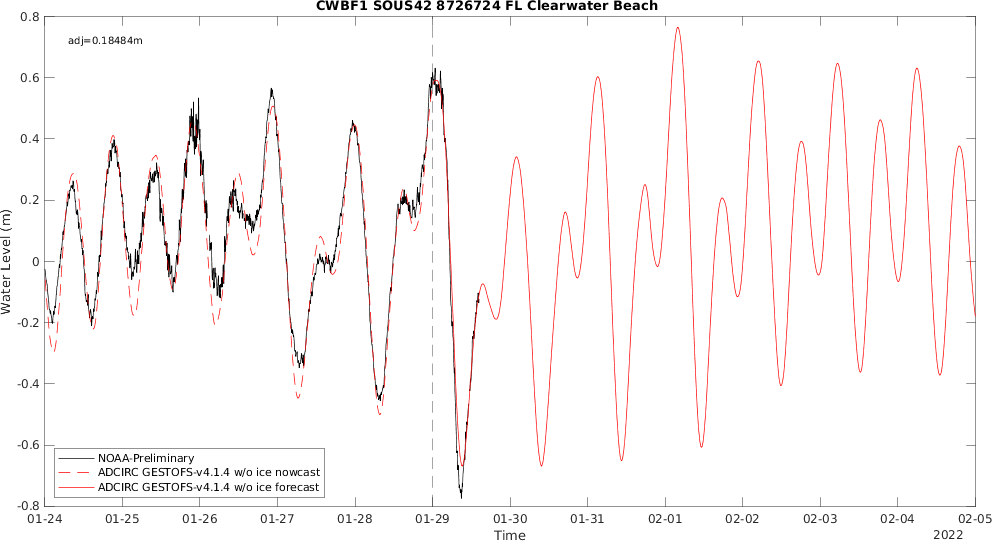 CWBF1 SOUS42 8726724 FL Clearwater Beach
adj=0.18484m
Water Level (m)
0.8
0.6
0.4
0.2
0
-0.2
-0.4
-0.6
-0.8
NOAA-Preliminary
ADCIRC GESTOFS-v4.1.4 w/o ice nowcast
ADCIRC GESTOFS-v4.1.4 w/o ice forecast
01-24 01-25 01-26 01-27 01-28 01-29 01-30 01-31 02-01 02-02 02-03 02-04 02-05
Time
2022